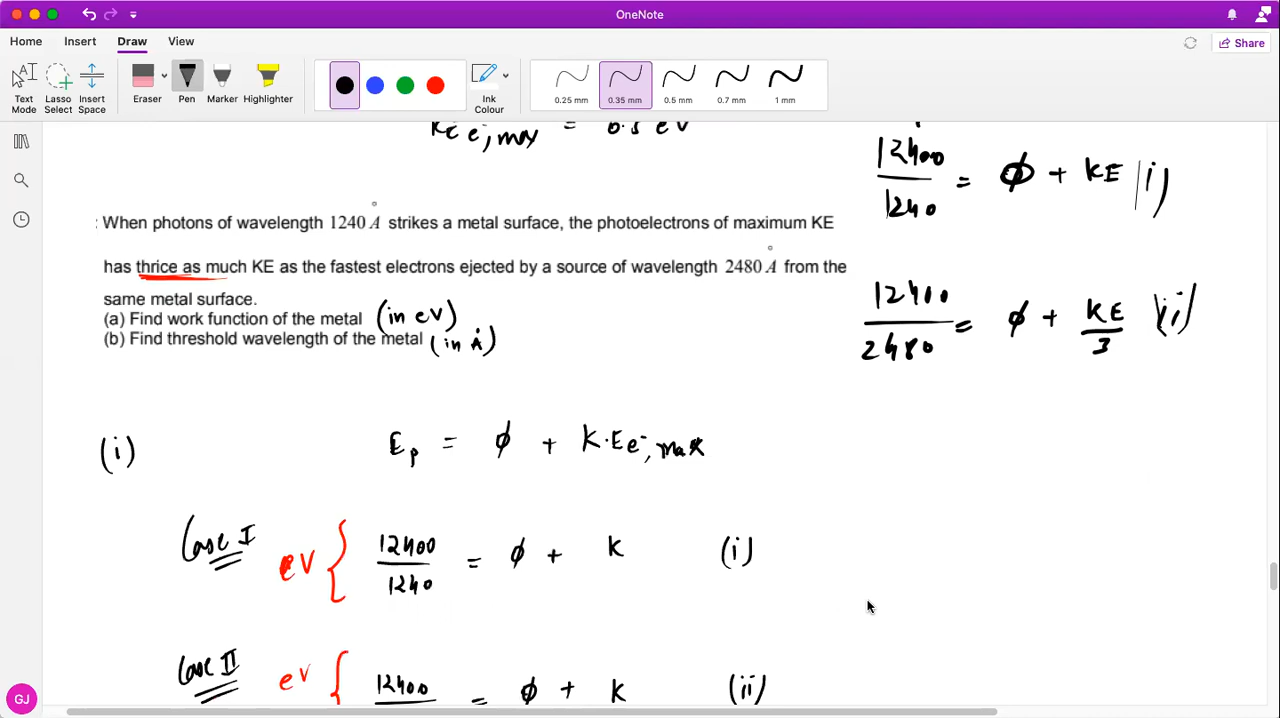 OneNote
Home Insert Draw View
Share
Text Mode
Lasso Select
Insert Space
Eraser
Pen
Marker
Highlighter
Ink Colour
0.25 mm
0.35 mm
0.5 mm
0.7 mm
1 mm
KE e⁻, max = 0.5 eV
12400/1240 = ϕ + KE (i)
: When photons of wavelength 1240 Å strikes a metal surface, the photoelectrons of maximum KE
has thrice as much KE as the fastest electrons ejected by a source of wavelength 2480 Å from the
same metal surface.
(a) Find work function of the metal (in eV)
(b) Find threshold wavelength of the metal (in Å)
12400/2480 = ϕ + KE/3 (ii)
(i) Ep = ϕ + K.E e⁻, max
Case I eV { 12400/1240 = ϕ + K (i)
Case II eV { 12400 = ϕ + K (ii)
GJ